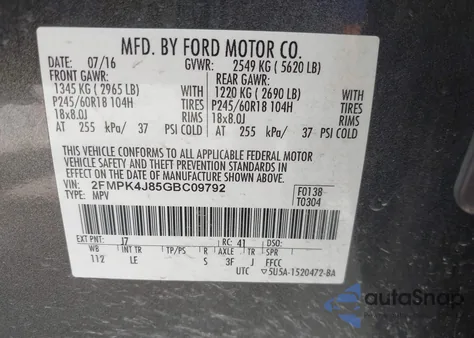 MFD. BY FORD MOTOR CO.
DATE: 07/16 GVWR: 2549 KG ( 5620 LB)
FRONT GAWR: REAR GAWR:
1345 KG ( 2965 LB) WITH 1220 KG ( 2690 LB) WITH
P245/60R18 104H TIRES P245/60R18 104H TIRES
18x8.0J RIMS 18x8.0J RIMS
AT 255 kPa/ 37 PSI COLD AT 255 kPa/ 37 PSI COLD
THIS VEHICLE CONFORMS TO ALL APPLICABLE FEDERAL MOTOR
VEHICLE SAFETY AND THEFT PREVENTION STANDARDS IN EFFECT
ON THE DATE OF MANUFACTURE SHOWN ABOVE.
VIN: 2FMPK4J85GBC09792 F0138
TYPE: MPV T0304
EXT PNT: J7 RC: 41 DSO:
WB INT TR TP/PS R AXLE TR SPR
112 LE S 3F J FFCC
UTC 5U5A-1520472-BA
autoSnap